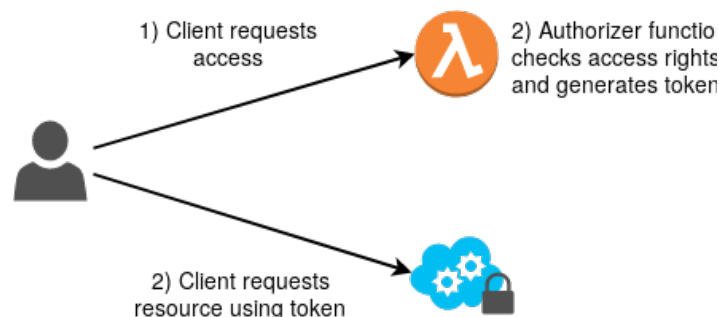 1) Client requests
access
2) Authorizer functio
checks access rights
and generates token
2) Client requests
resource using token